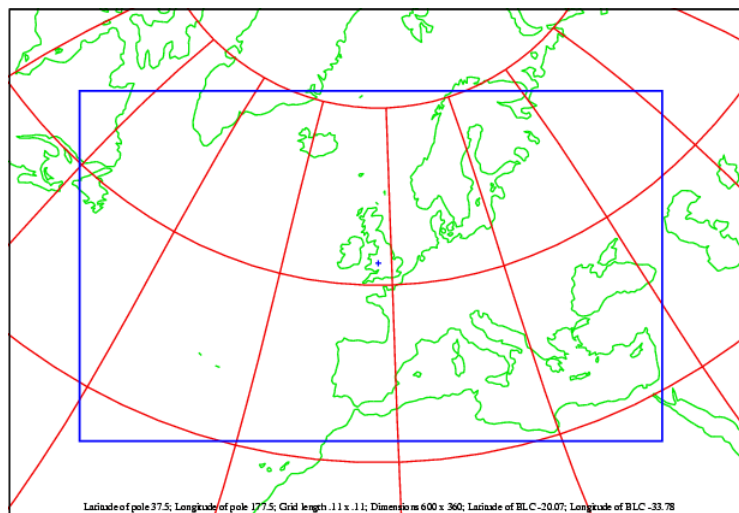 Latitude of pole 37.5; Longitude of pole 177.5; Grid length .11 x .11; Dimensions 600 x 360; Latitude of BLC -20.07; Longitude of BLC -33.78